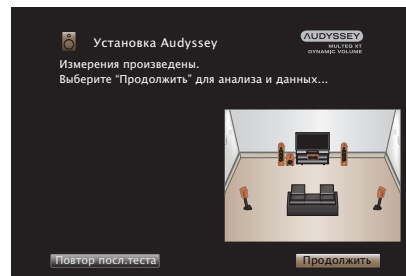 Установка Audyssey
AUDYSSEY
MULTEQ XT
DYNAMIC VOLUME
Измерения произведены.
Выберите “Продолжить” для анализа и данных...
Повтор посл.теста
Продолжить